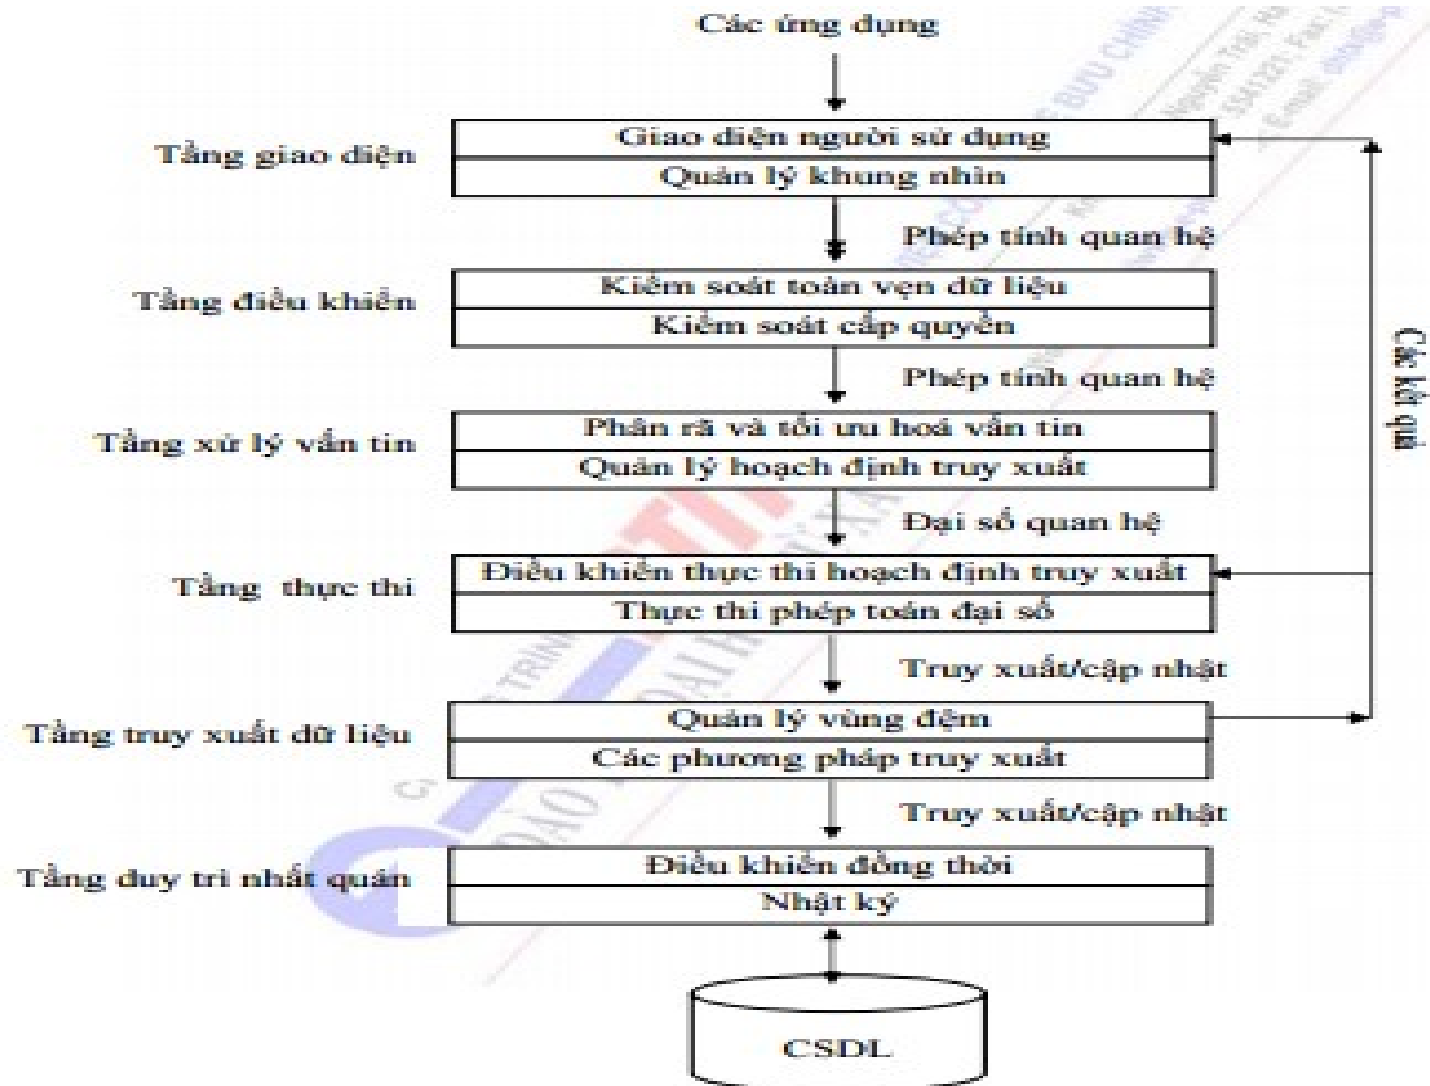 Các ứng dụng
Tầng giao diện
Giao diện người sử dụng
Quản lý khung nhìn
Phép tính quan hệ
Tầng điều khiển
Kiểm soát toàn vẹn dữ liệu
Kiểm soát cấp quyền
Phép tính quan hệ
Tầng xử lý vấn tin
Phân rã và tối ưu hoá vấn tin
Quản lý hoạch định truy xuất
Đại số quan hệ
Tầng thực thi
Điều khiển thực thi hoạch định truy xuất
Thực thi phép toán đại số
Truy xuất/cập nhật
Tầng truy xuất dữ liệu
Quản lý vùng đệm
Các phương pháp truy xuất
Truy xuất/cập nhật
Tầng duy trì nhất quán
Điều khiển đồng thời
Nhật ký
CSDL
Các kết quả